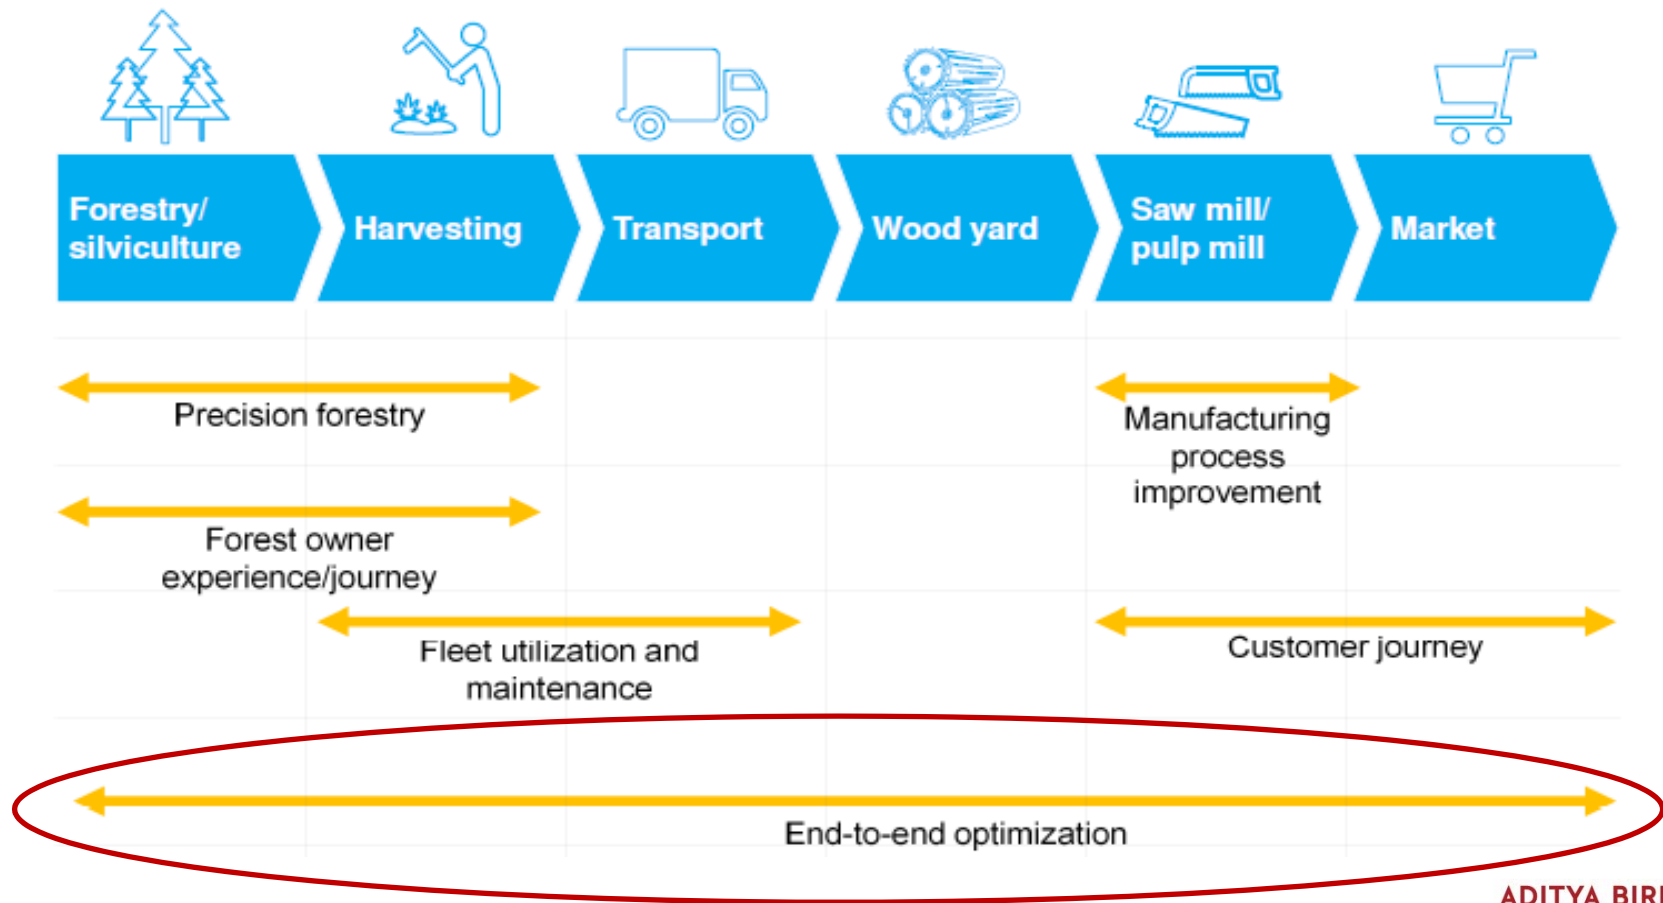 Forestry/
silviculture
Harvesting
Transport
Wood yard
Saw mill/
pulp mill
Market
Precision forestry
Manufacturing
process
improvement
Forest owner
experience/journey
Fleet utilization and
maintenance
Customer journey
End-to-end optimization
ADITYA